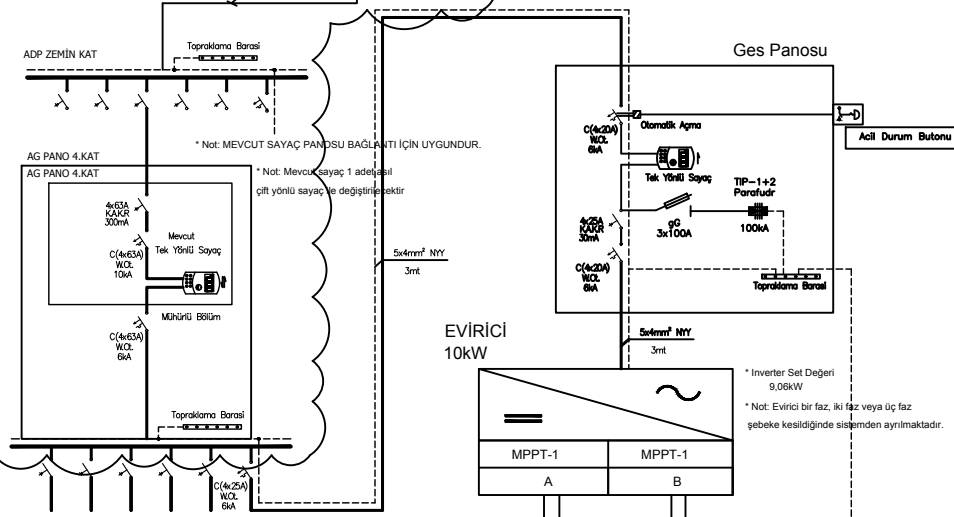 ADP ZEMİN KAT
Topraklama Barasi
* Not: MEVCUT SAYAÇ PANOSU BAĞLANTI İÇİN UYGUNDUR.
AG PANO 4.KAT
AG PANO 4.KAT
* Not: Mevcut sayaç 1 adet asıl
çift yönlü sayaç ile değiştirilecektir
4x63A
KAKR
300mA
Mevcut
Tek Yönlü Sayaç
C(4x63A)
W.Ot.
10kA
Mühürlü Bölüm
C(4x63A)
W.Ot.
6kA
Topraklama Barasi
C(4x25A)
W.Ot.
6kA
5x4mm² NYY
3mt
Ges Panosu
C(4x20A)
W.Ot.
6kA
Otomatik Açma
Acil Durum Butonu
Tek Yönlü Sayaç
TIP-1+2
Parafudr
100kA
gG
3x100A
4x25A
KAKR
30mA
C(4x20A)
W.Ot.
6kA
Topraklama Barasi
5x4mm² NYY
3mt
EVİRİCİ
10kW
* Inverter Set Değeri
9,06kW
* Not: Evirici bir faz, iki faz veya üç faz
şebeke kesildiğinde sistemden ayrılmaktadır.
MPPT-1
MPPT-1
A
B